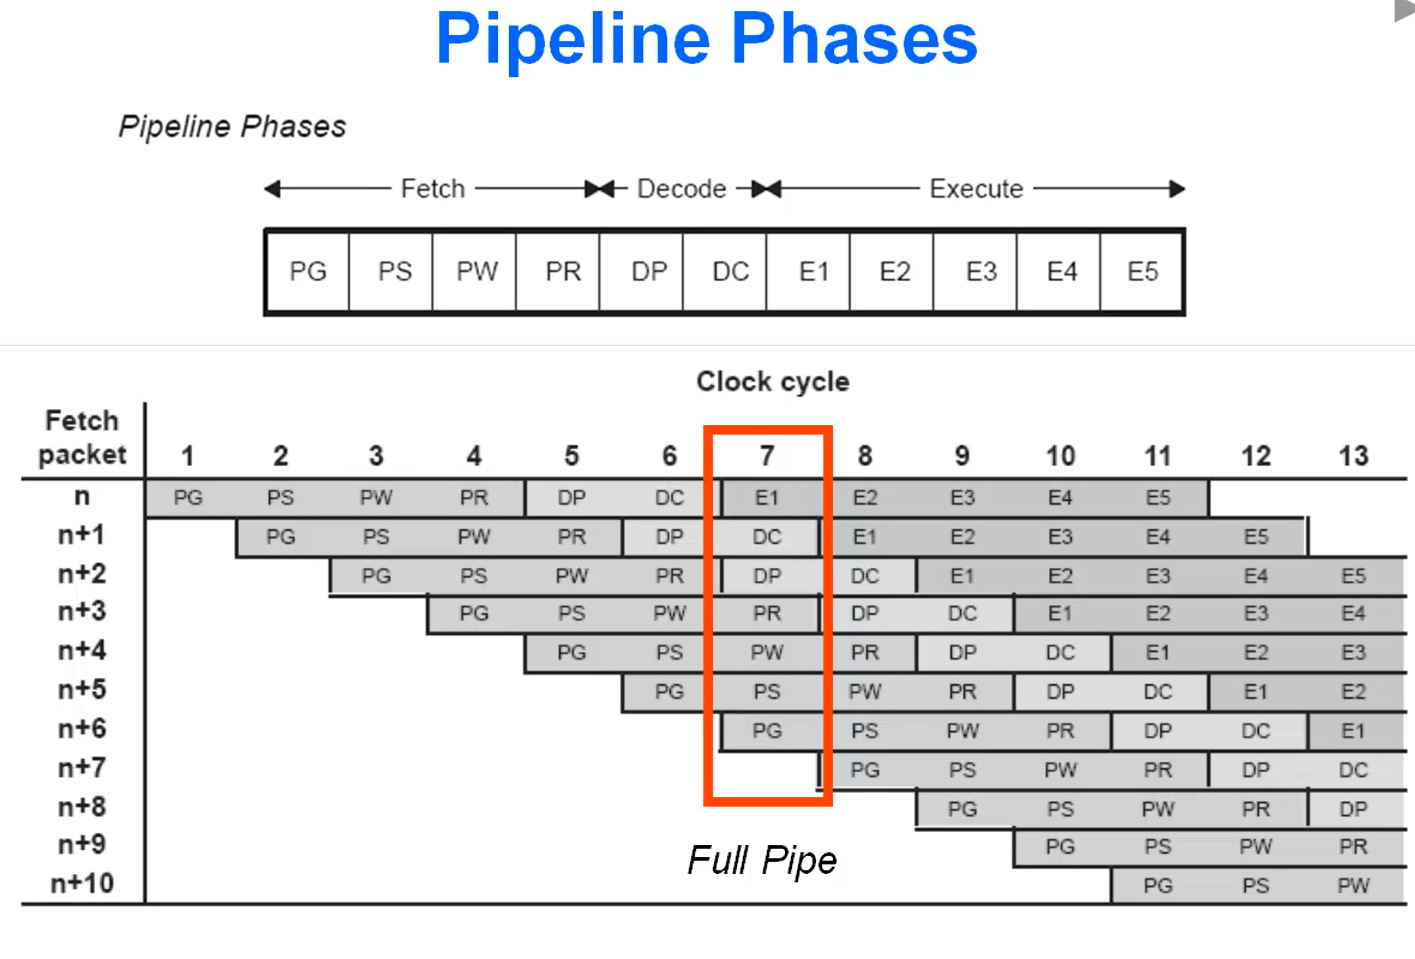 Pipeline Phases
Pipeline Phases
Fetch Decode Execute
PG PS PW PR DP DC E1 E2 E3 E4 E5
Clock cycle
Fetch
packet 1 2 3 4 5 6 7 8 9 10 11 12 13
n PG PS PW PR DP DC E1 E2 E3 E4 E5
n+1 PG PS PW PR DP DC E1 E2 E3 E4 E5
n+2 PG PS PW PR DP DC E1 E2 E3 E4 E5
n+3 PG PS PW PR DP DC E1 E2 E3 E4
n+4 PG PS PW PR DP DC E1 E2 E3
n+5 PG PS PW PR DP DC E1 E2
n+6 PG PS PW PR DP DC E1
n+7 PG PS PW PR DP DC
n+8 PG PS PW PR DP
n+9 PG PS PW PR
n+10 PG PS PW
Full Pipe